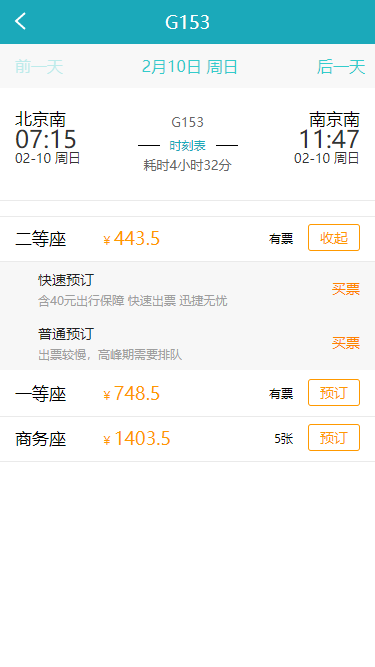 G153
前一天 2月10日 周日 后一天
北京南 G153 南京南
07:15 时刻表 11:47
02-10 周日 耗时4小时32分 02-10 周日
二等座 ¥443.5 有票 收起
快速预订
含40元出行保障 快速出票 迅捷无忧 买票
普通预订
出票较慢，高峰期需要排队 买票
一等座 ¥748.5 有票 预订
商务座 ¥1403.5 5张 预订